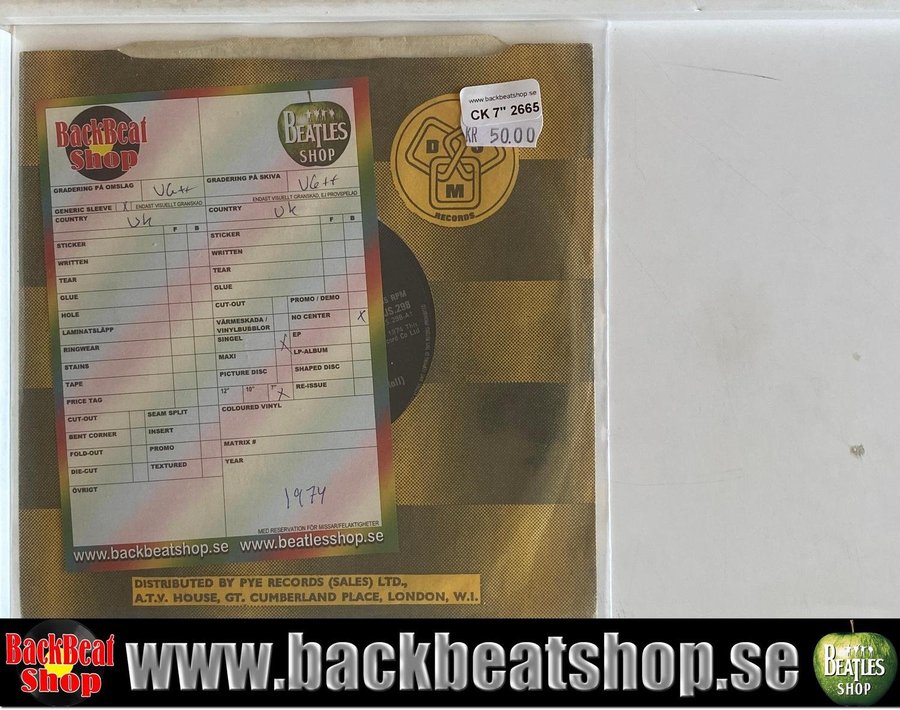 BackBeat
Shop
BEATLES
SHOP
GRADERING PÅ OMSLAG VG++
GRADERING PÅ SKIVA VG++
GENERIC SLEEVE X ENDAST VISUELLT GRANSKAD
ENDAST VISUELLT GRANSKAD, EJ PROVSPELAD
COUNTRY UK
COUNTRY UK
F B
F B
STICKER
WRITTEN
TEAR
GLUE
HOLE
LAMINATSLÄPP
RINGWEAR
STAINS
TAPE
PRICE TAG
CUT-OUT
SEAM SPLIT
BENT CORNER
INSERT
FOLD-OUT
PROMO
DIE-CUT
TEXTURED
ÖVRIGT
STICKER
WRITTEN
TEAR
GLUE
CUT-OUT
PROMO / DEMO
VÄRMESKADA /
VINYLBUBBLOR
NO CENTER X
SINGEL X
EP
MAXI
LP-ALBUM
PICTURE DISC
SHAPED DISC
12" 10" 7" X
RE-ISSUE
COLOURED VINYL
MATRIX #
YEAR
1974
MED RESERVATION FÖR MISSAR/FELAKTIGHETER
www.backbeatshop.se www.beatlesshop.se
www.backbeatshop.se
CK 7" 2665
KR 50.00
D J
M
RECORDS
RPM
JS.298
298-A1
1974
DISTRIBUTED BY PYE RECORDS (SALES) LTD.,
A.T.V. HOUSE, GT. CUMBERLAND PLACE, LONDON, W.I.
BackBeat
Shop
www.backbeatshop.se
BEATLES
SHOP